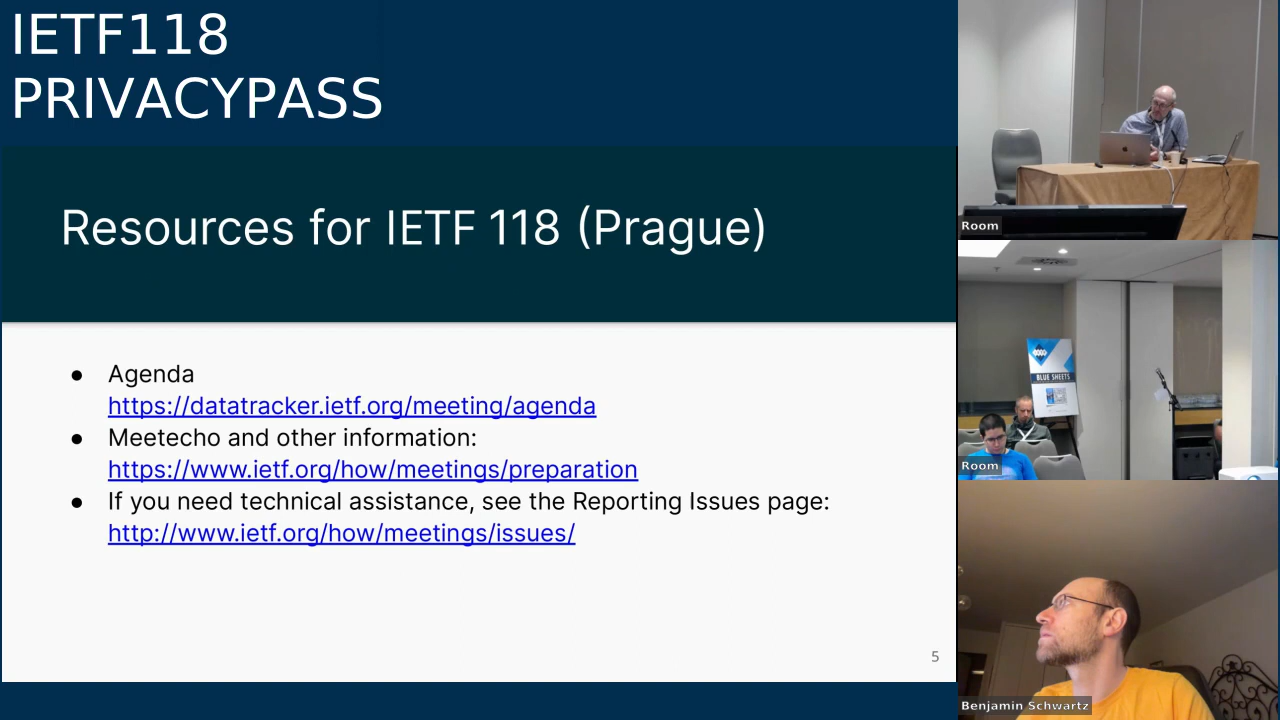 IETF118
PRIVACYPASS
Resources for IETF 118 (Prague)
● Agenda
https://datatracker.ietf.org/meeting/agenda
● Meetecho and other information:
https://www.ietf.org/how/meetings/preparation
● If you need technical assistance, see the Reporting Issues page:
http://www.ietf.org/how/meetings/issues/
5
Room
BLUE SHEETS
Room
Benjamin Schwartz